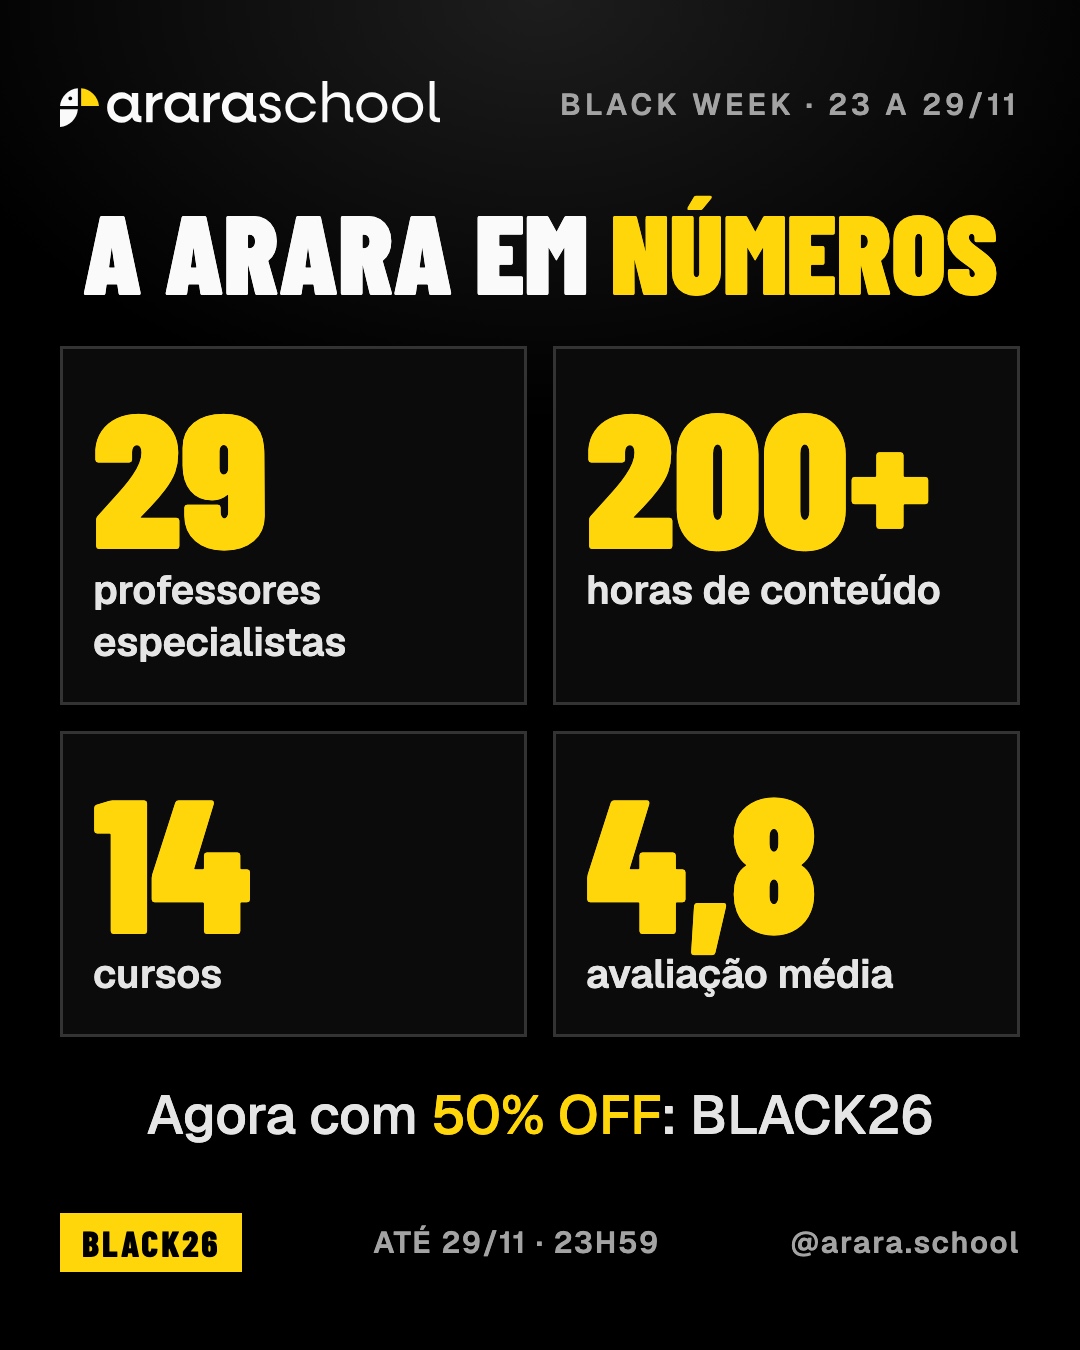 araraschool
BLACK WEEK · 23 A 29/11
A ARARA EM NÚMEROS
29
professores
especialistas
200+
horas de conteúdo
14
cursos
4,8
avaliação média
Agora com 50% OFF: BLACK26
BLACK26
ATÉ 29/11 · 23H59
@arara.school